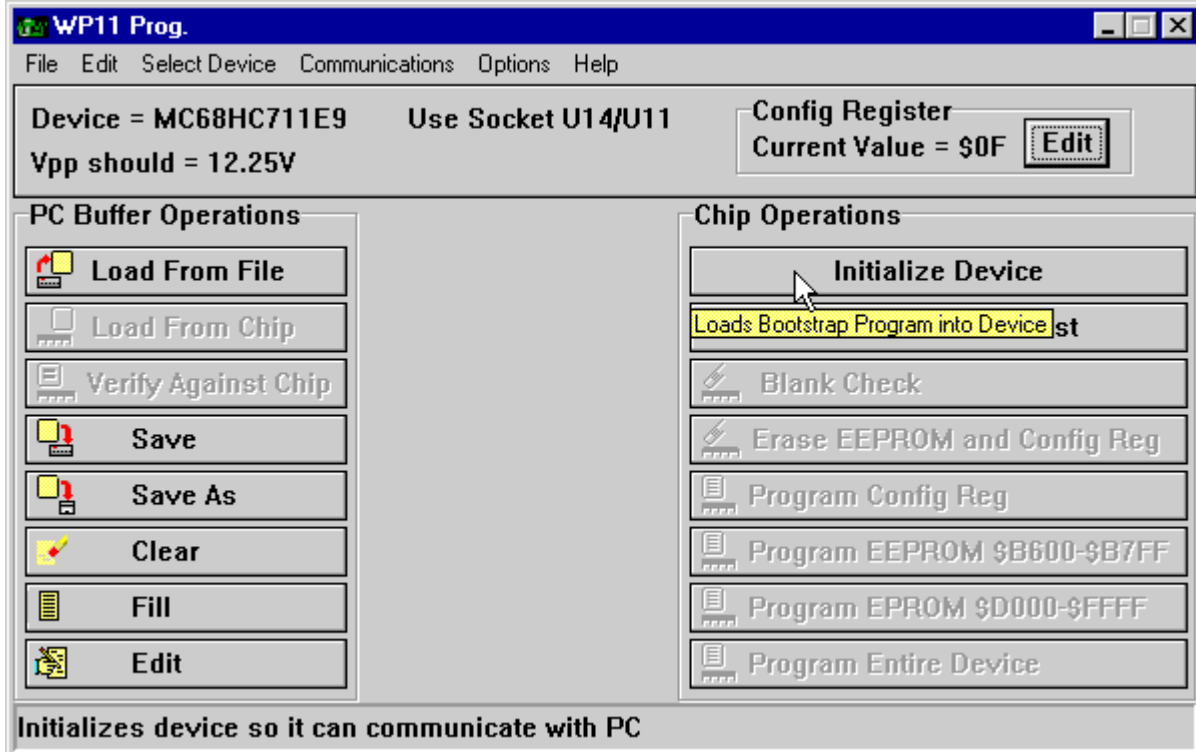 WP11 Prog.
File Edit Select Device Communications Options Help
Device = MC68HC711E9 Use Socket U14/U11
Vpp should = 12.25V
Config Register
Current Value = $0F Edit
PC Buffer Operations
Load From File
Load From Chip
Verify Against Chip
Save
Save As
Clear
Fill
Edit
Chip Operations
Initialize Device
Loads Bootstrap Program into Device st
Blank Check
Erase EEPROM and Config Reg
Program Config Reg
Program EEPROM $B600-$B7FF
Program EPROM $D000-$FFFF
Program Entire Device
Initializes device so it can communicate with PC